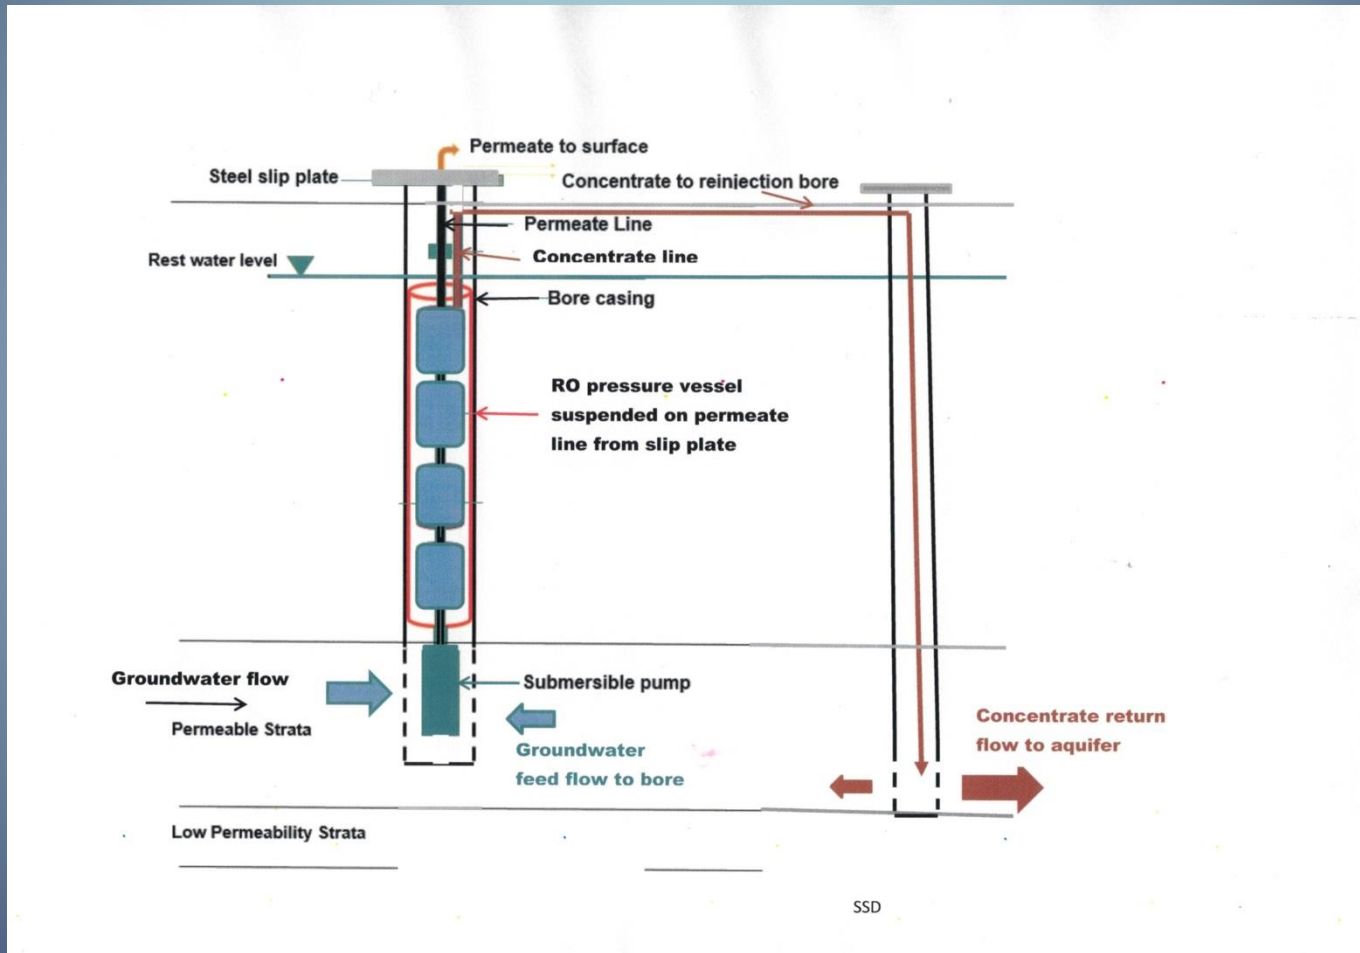 Permeate to surface
Steel slip plate
Concrete to reinjection bore
Permeate Line
Concentrate line
Rest water level
Bore casing
RO pressure vessel
suspended on permeate
line from slip plate
Groundwater flow
Submersible pump
Permeable Strata
Concentrate return
flow to aquifer
Groundwater
feed flow to bore
Low Permeability Strata
SSD